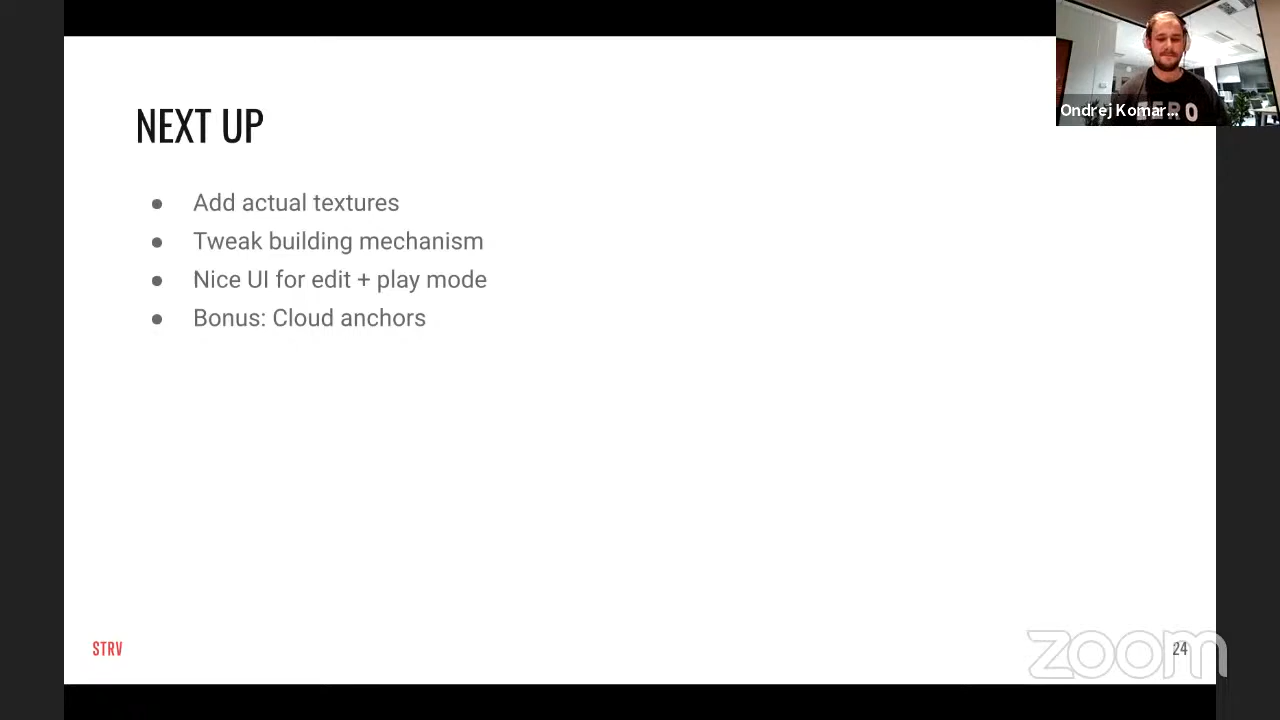 Ondrej Komar...
ZERO
NEXT UP
● Add actual textures
● Tweak building mechanism
● Nice UI for edit + play mode
● Bonus: Cloud anchors
STRV
24
zoom